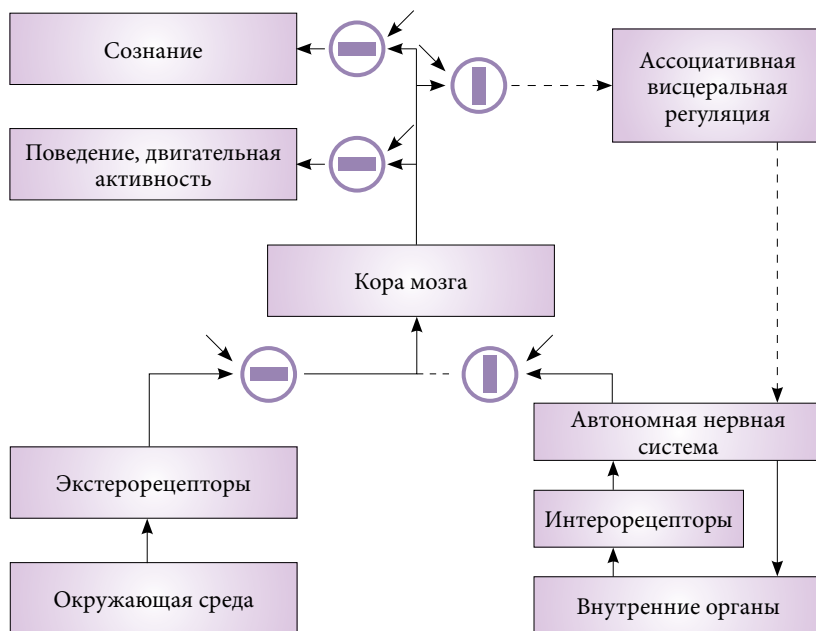 Сознание
Ассоциативная
висцеральная
регуляция
Поведение, двигательная
активность
Кора мозга
Автономная нервная
система
Экстерорецепторы
Интерорецепторы
Окружающая среда
Внутренние органы